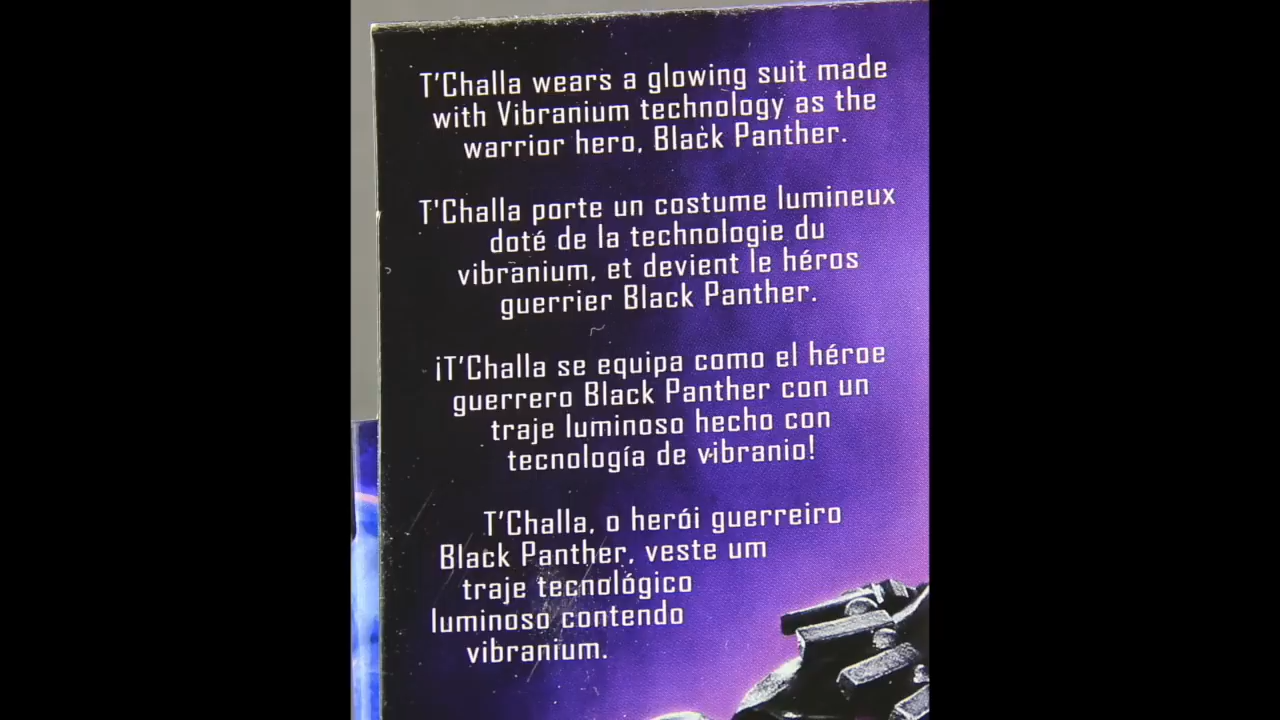 T'Challa wears a glowing suit made
with Vibranium technology as the
warrior hero, Black Panther.
T'Challa porte un costume lumineux
doté de la technologie du
vibranium, et devient le héros
guerrier Black Panther.
¡T'Challa se equipa como el héroe
guerrero Black Panther con un
traje luminoso hecho con
tecnología de vibranio!
T'Challa, o herói guerreiro
Black Panther, veste um
traje tecnológico
luminoso contendo
vibranium.